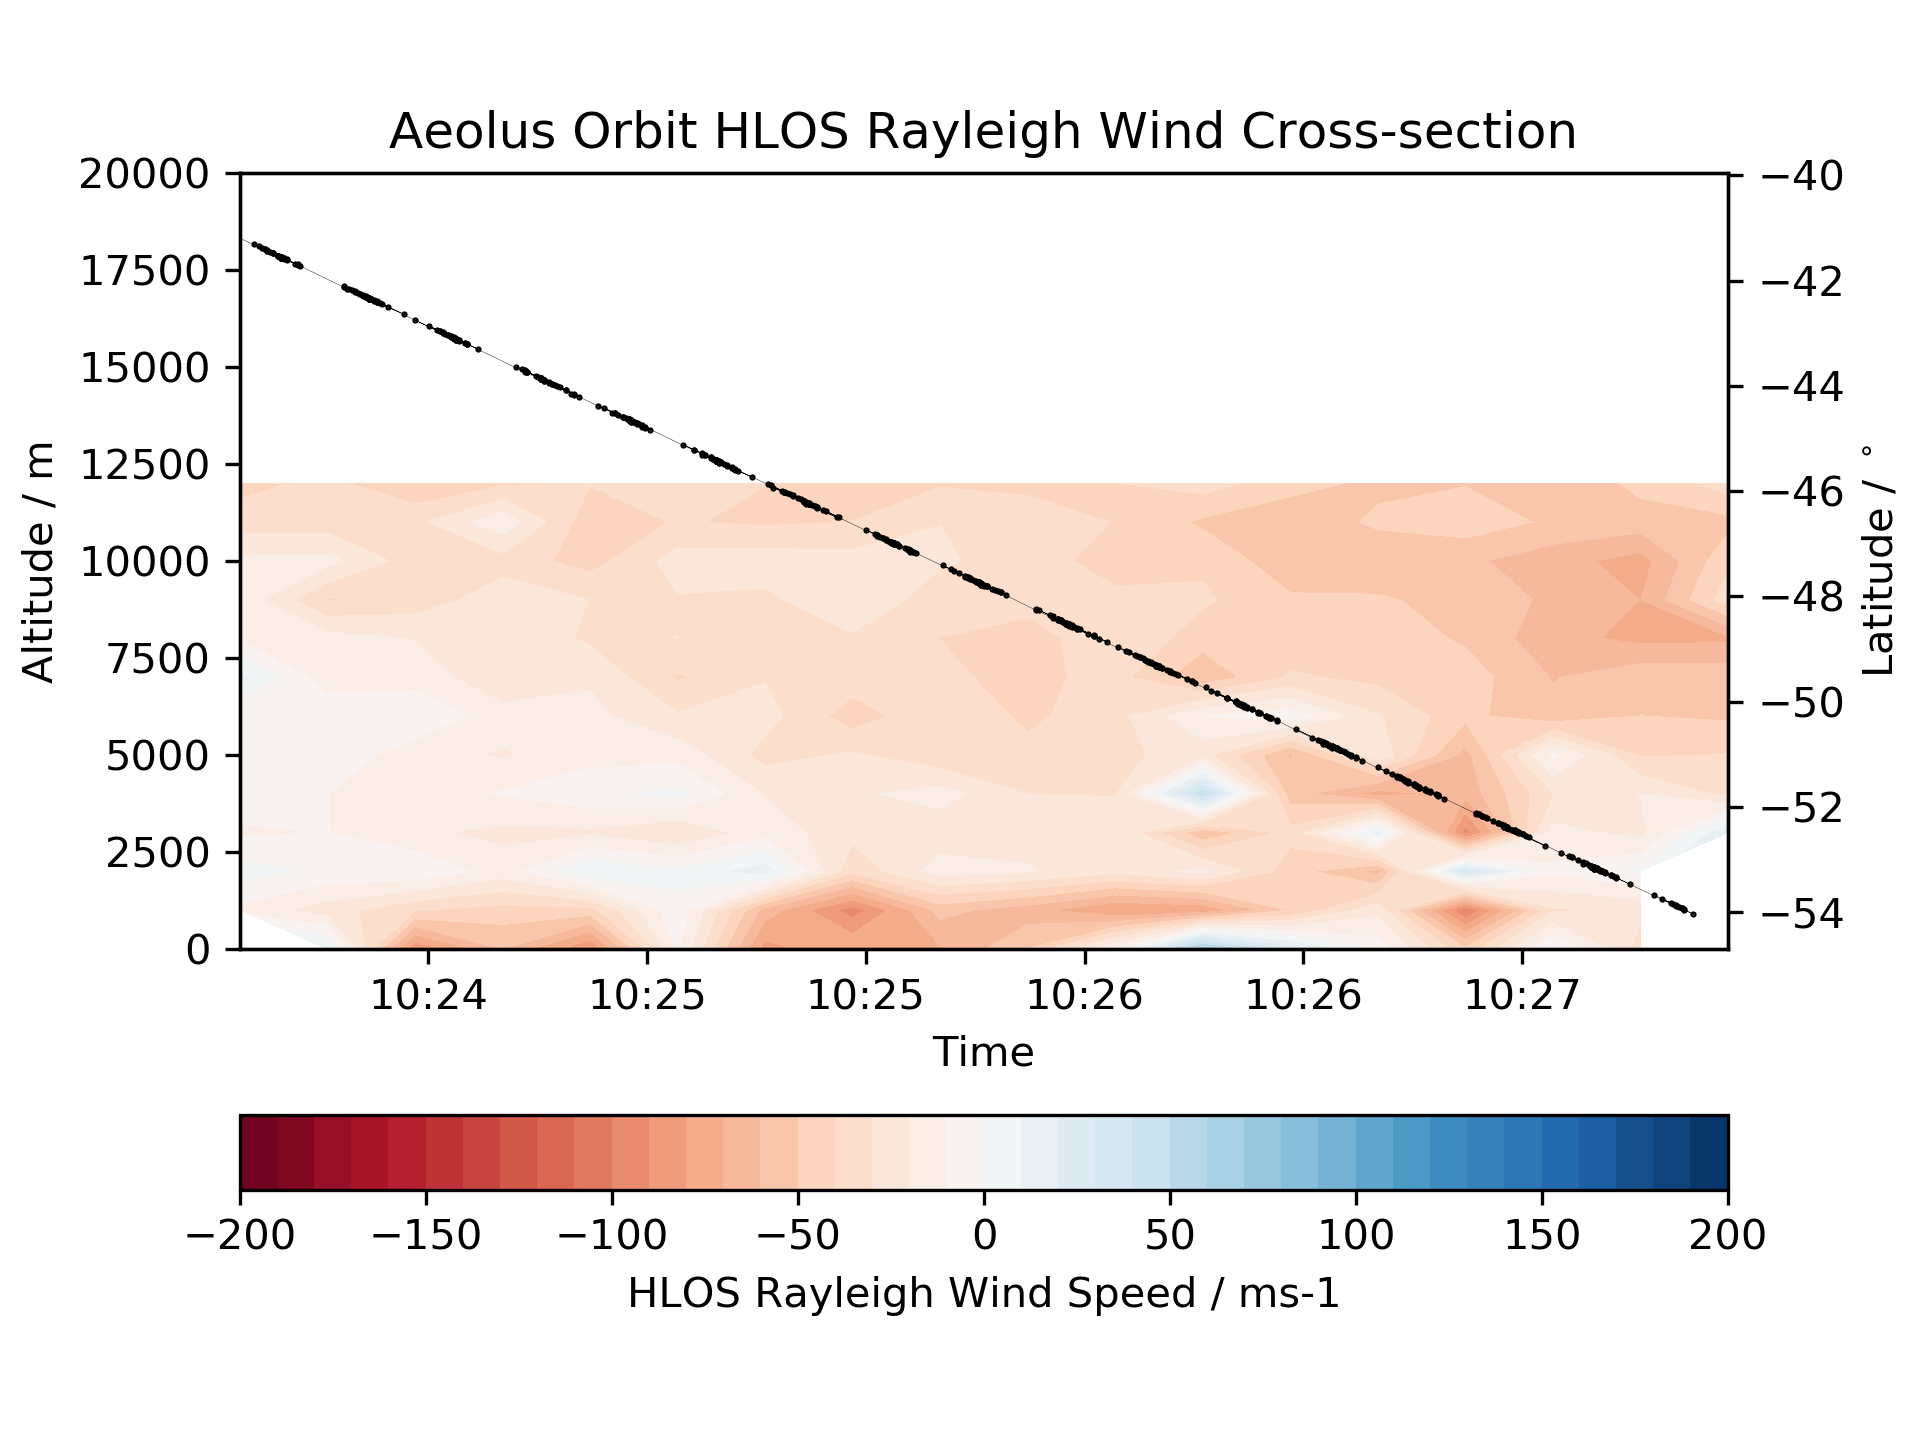 Aeolus Orbit HLOS Rayleigh Wind Cross-section
20000
17500
15000
12500
10000
7500
5000
2500
0
Altitude / m
−40
−42
−44
−46
−48
−50
−52
−54
Latitude / °
10:24 10:25 10:25 10:26 10:26 10:27
Time
−200 −150 −100 −50 0 50 100 150 200
HLOS Rayleigh Wind Speed / ms-1